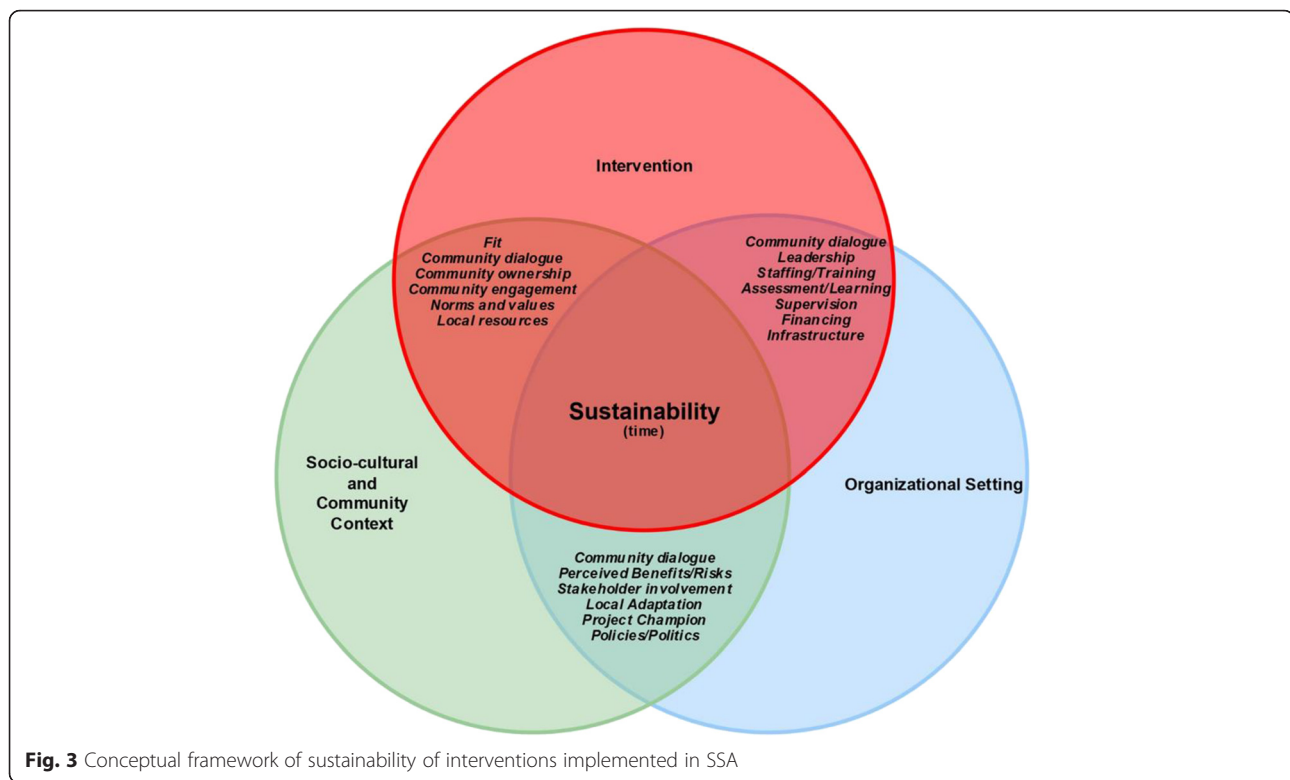 Intervention
Fit
Community dialogue
Community ownership
Community engagement
Norms and values
Local resources
Community dialogue
Leadership
Staffing/Training
Assessment/Learning
Supervision
Financing
Infrastructure
Sustainability
(time)
Socio-cultural
and
Community
Context
Organizational Setting
Community dialogue
Perceived Benefits/Risks
Stakeholder involvement
Local Adaptation
Project Champion
Policies/Politics
Fig. 3 Conceptual framework of sustainability of interventions implemented in SSA